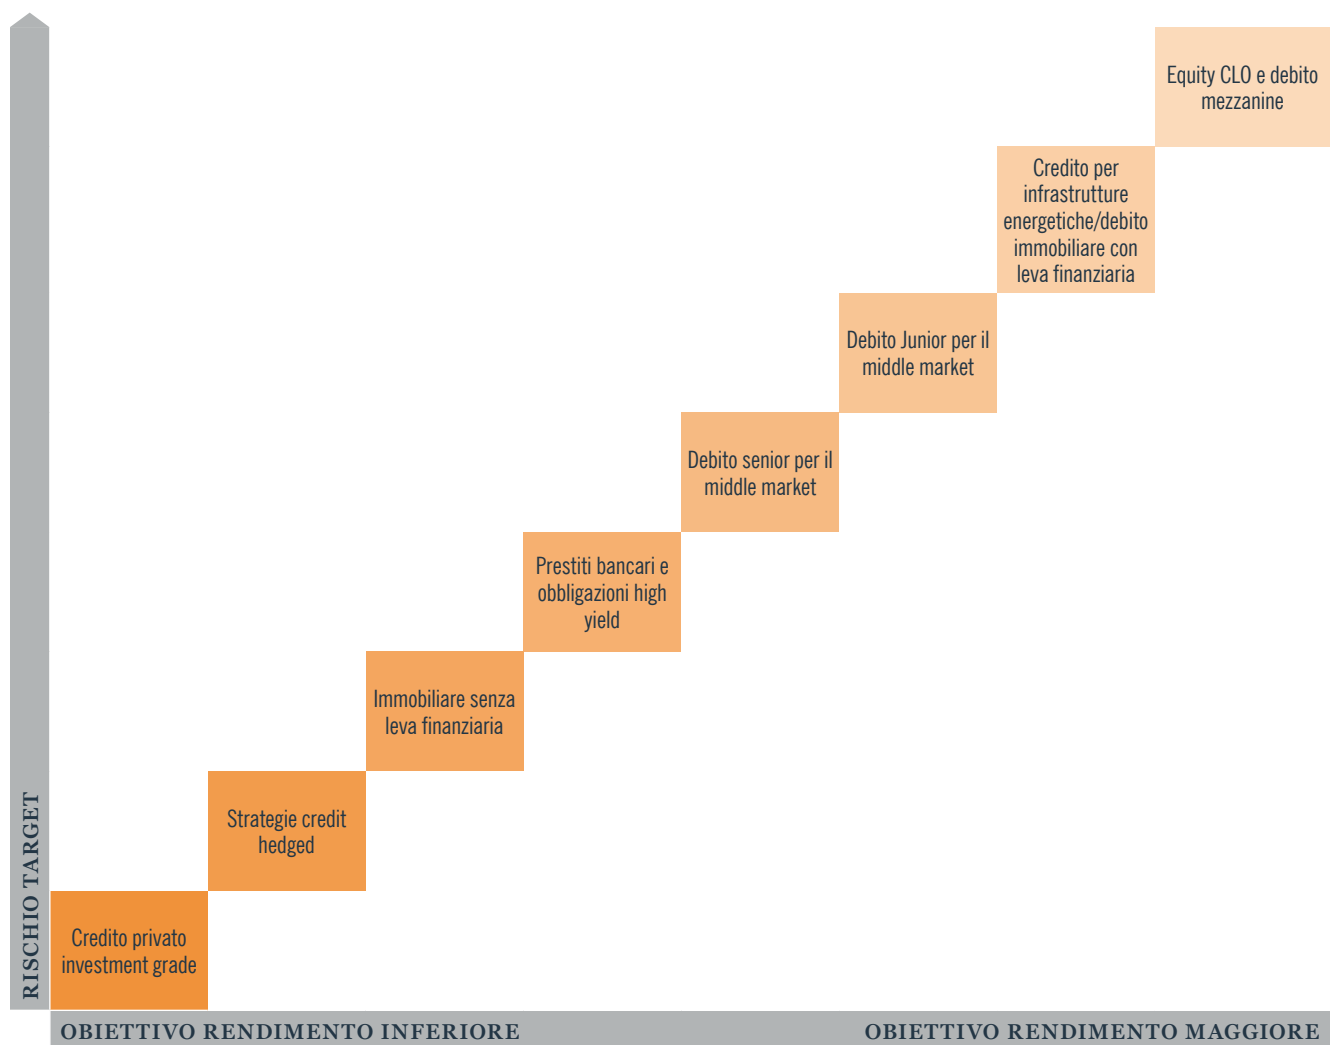 Equity CLO e debito
mezzanine
Credito per
infrastrutture
energetiche/debito
immobiliare con
leva finanziaria
Debito Junior per il
middle market
Debito senior per il
middle market
Prestiti bancari e
obbligazioni high
yield
Immobiliare senza
leva finanziaria
Strategie credit
hedged
Credito privato
investment grade
RISCHIO TARGET
OBIETTIVO RENDIMENTO INFERIORE
OBIETTIVO RENDIMENTO MAGGIORE